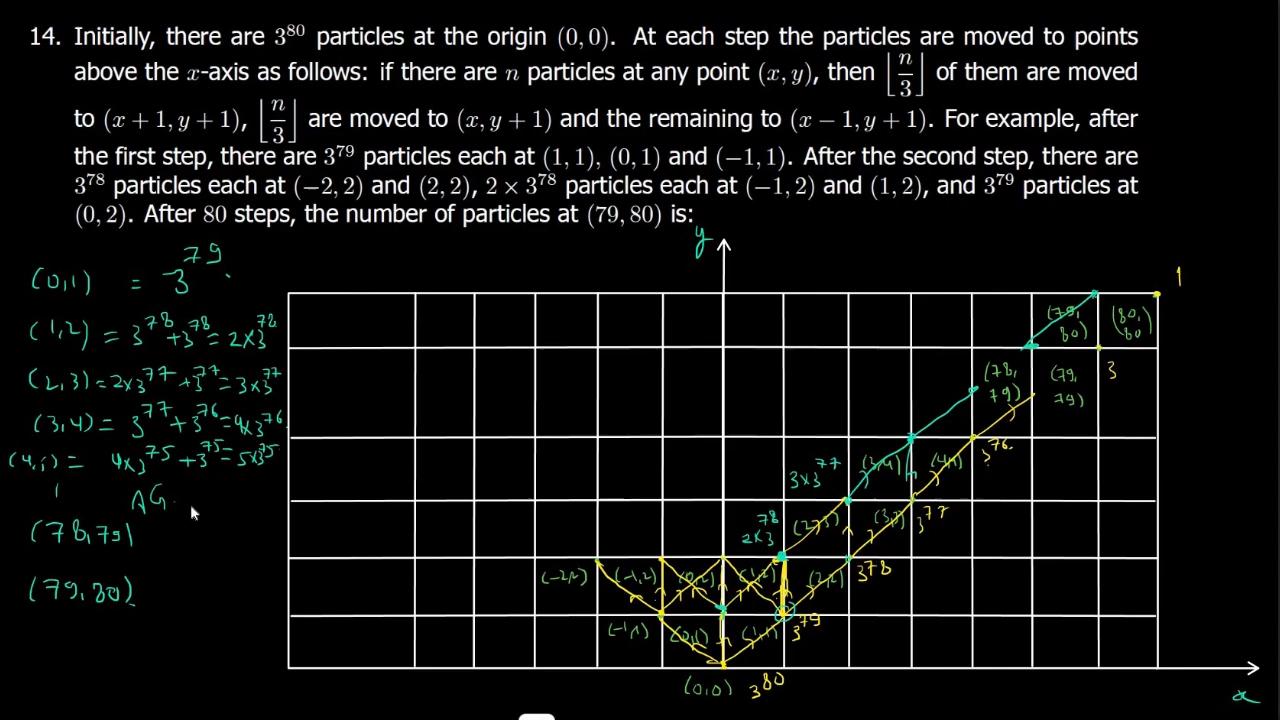 14. Initially, there are 3^80 particles at the origin (0, 0). At each step the particles are moved to points
above the x-axis as follows: if there are n particles at any point (x, y), then ⌊n/3⌋ of them are moved
to (x + 1, y + 1), ⌊n/3⌋ are moved to (x, y + 1) and the remaining to (x − 1, y + 1). For example, after
the first step, there are 3^79 particles each at (1, 1), (0, 1) and (−1, 1). After the second step, there are
3^78 particles each at (−2, 2) and (2, 2), 2 × 3^78 particles each at (−1, 2) and (1, 2), and 3^79 particles at
(0, 2). After 80 steps, the number of particles at (79, 80) is:
y
(0,1) = 3^79.
1
(79, 80)
(80, 80)
(1,2) = 3^78 + 3^78 = 2×3^78
(78, 79)
(79, 79)
3
(2,3) = 2×3^77 + 3^77 = 3×3^77
(3,4) = 3^77 + 3^76 = 4×3^76
(4,5) = 4×3^75 + 3^75 = 5×3^75
3×3^77
(3,4)
(4,4)
3^76
AG.
(78,79)
2×3^78
(2,3)
(3,3)
3^77
(79,80)
(-2,2)
(-1,2)
(0,2)
(1,2)
(2,2)
3^78
(-1,1)
(0,1)
(1,1)
3^79
(0,0)
3^80
x